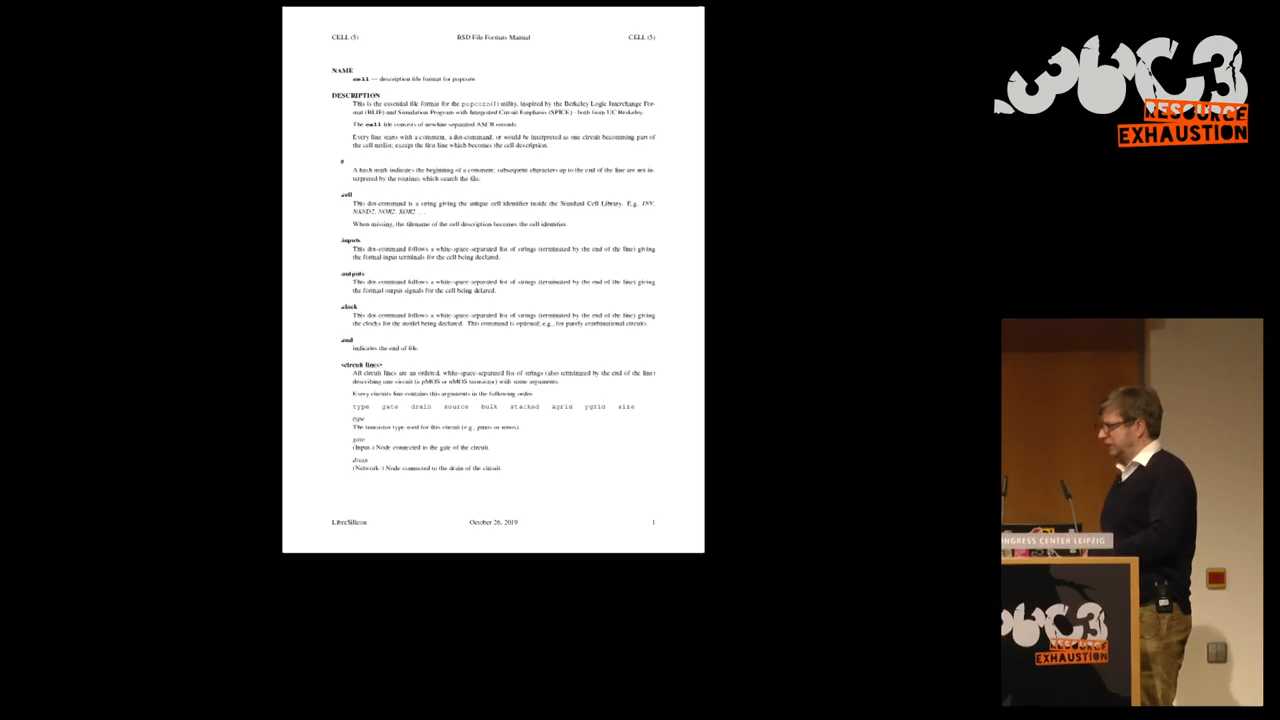 CELL (5) BSD File Formats Manual CELL (5)
NAME
cell — description file format for popcorn
DESCRIPTION
This is the essential file format for the popcorn(1) utility, inspired by the Berkeley Logic Interchange For-
mat (BLIF) and Simulation Program with Integrated Circuit Emphasis (SPICE) - both from UC Berkeley.
The cell file consists of newline separated ASCII records.
Every line starts with a comment, a dot-command, or would be interpreted as one circuit becomming part of
the cell netlist; except the first line which becomes the cell description.
#
A hash mark indicates the beginning of a comment; subsequent characters up to the end of the line are not in-
terpreted by the routines which search the file.
.cell
This dot-command is a string giving the unique cell identifier inside the Standard Cell Library. E.g. INV,
NAND2, NOR2, XOR2 ...
When missing, the filename of the cell description becomes the cell identifier.
.inputs
This dot-command follows a white-space-separated list of strings (terminated by the end of the line) giving
the formal input terminals for the cell being declared.
.outputs
This dot-command follows a white-space-separated list of strings (terminated by the end of the line) giving
the formail output signals for the cell being delared.
.clock
This dot-command follows a white-space-separated list of strings (terminated by the end of the line) giving
the clocks for the model being declared. This command is optional; e.g., for purely combinational circuits.
.end
indicates the end of file.
<circuit lines>
All circuit lines are an ordered, white-space-separated list of strings (also terminated by the end of the line)
describing one circuit (a pMOS or nMOS transistor) with some arguments.
Every circuits line contains this arguments in the following order
type gate drain source bulk stacked xgrid ygrid size
type
The transistor type used for this circuit (e.g., pmos or nmos).
gate
(Input-) Node connected to the gate of the circuit.
drain
(Network-) Node connected to the drain of the circuit.
LibreSilicon October 26, 2019 1
RESOURCE
EXHAUSTION
ONGRESS CENTER LEIPZIG
RESOURCE
EXHAUSTION